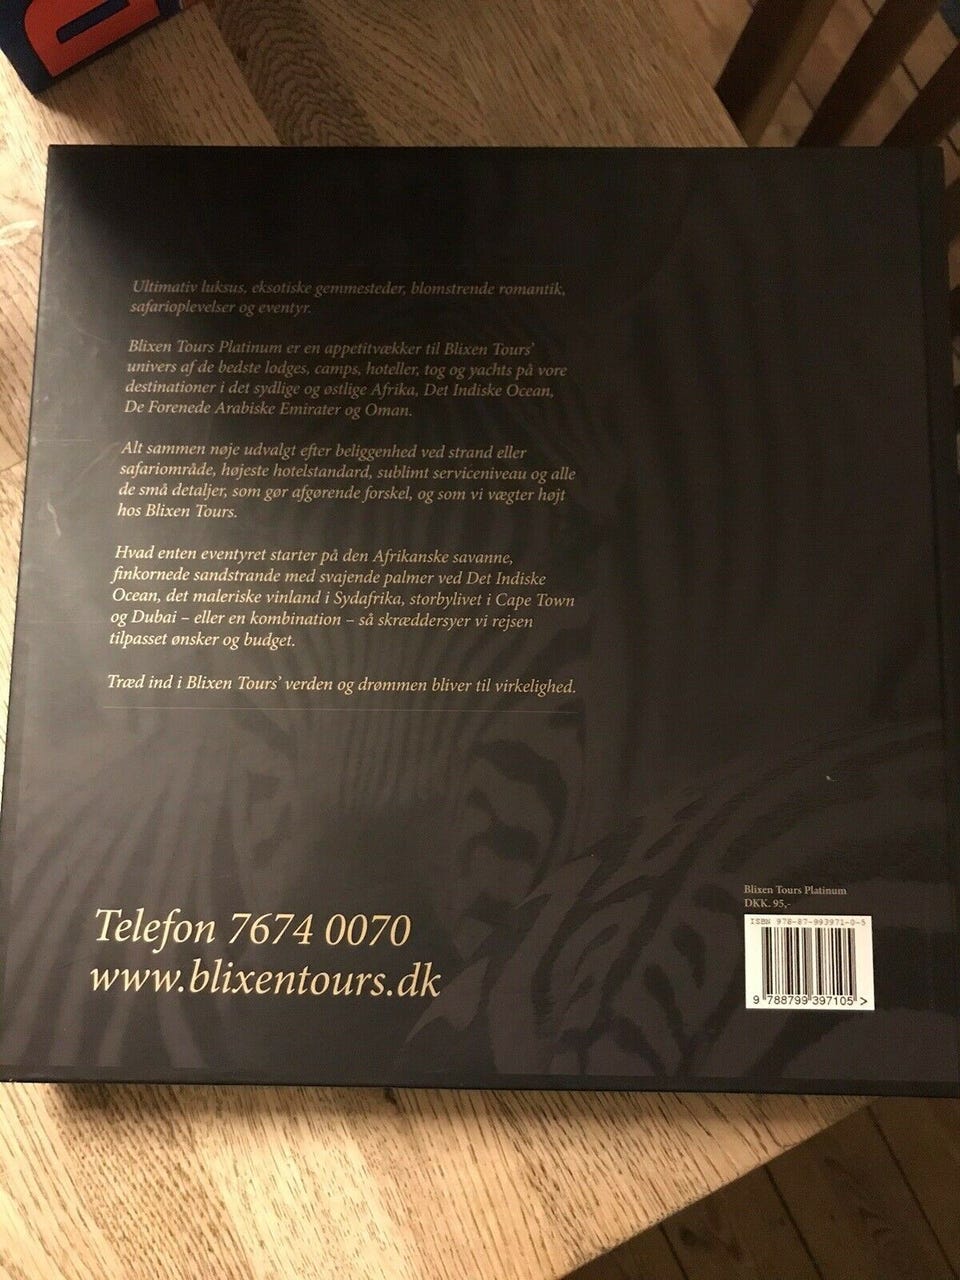 Ultimativ luksus, eksotiske gemmesteder, blomstrende romantik,
safarioplevelser og eventyr.
Blixen Tours Platinum er en appetitvækker til Blixen Tours'
univers af de bedste lodges, camps, hoteller, tog og yachts på vore
destinationer i det sydlige og østlige Afrika, Det Indiske Ocean,
De Forenede Arabiske Emirater og Oman.
Alt sammen nøje udvalgt efter beliggenhed ved strand eller
safariområde, højeste hotelstandard, sublimt serviceniveau og alle
de små detaljer, som gør afgørende forskel, og som vi vægter højt
hos Blixen Tours.
Hvad enten eventyret starter på den Afrikanske savanne,
finkornede sandstrande med svajende palmer ved Det Indiske
Ocean, det maleriske vinland i Sydafrika, storbylivet i Cape Town
og Dubai – eller en kombination – så skræddersyer vi rejsen
tilpasset ønsker og budget.
Træd ind i Blixen Tours' verden og drømmen bliver til virkelighed.
Telefon 7674 0070
www.blixentours.dk
Blixen Tours Platinum
DKK. 95,-
ISBN 978-87-993971-0-5
9 788799 397105 >